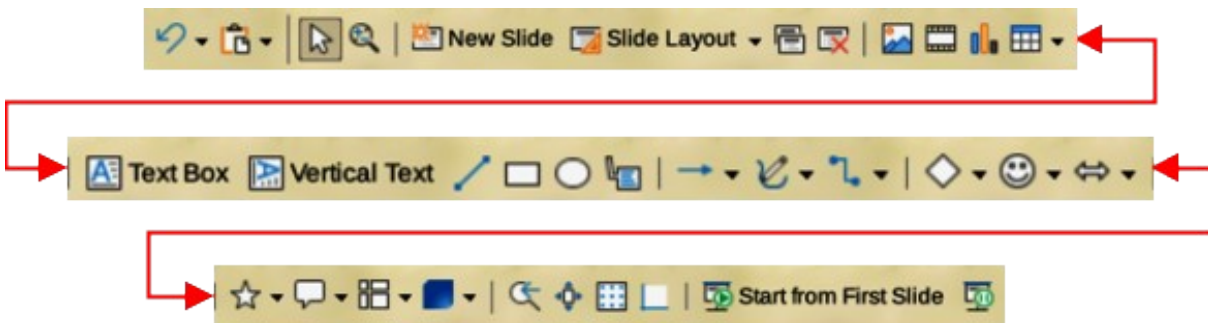 New Slide Slide Layout
Text Box Vertical Text
Start from First Slide